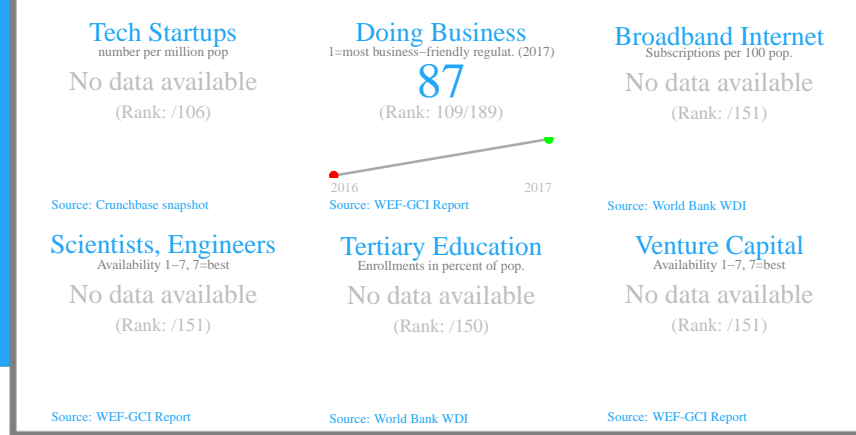 Tech Startups
number per million pop
No data available
(Rank: /106)
Source: Crunchbase snapshot
Doing Business
1=most business−friendly regulat. (2017)
87
(Rank: 109/189)
2016 2017
Source: WEF-GCI Report
Broadband Internet
Subscriptions per 100 pop.
No data available
(Rank: /151)
Source: World Bank WDI
Scientists, Engineers
Availability 1−7, 7=best
No data available
(Rank: /151)
Source: WEF-GCI Report
Tertiary Education
Enrollments in percent of pop.
No data available
(Rank: /150)
Source: World Bank WDI
Venture Capital
Availability 1−7, 7=best
No data available
(Rank: /151)
Source: WEF-GCI Report